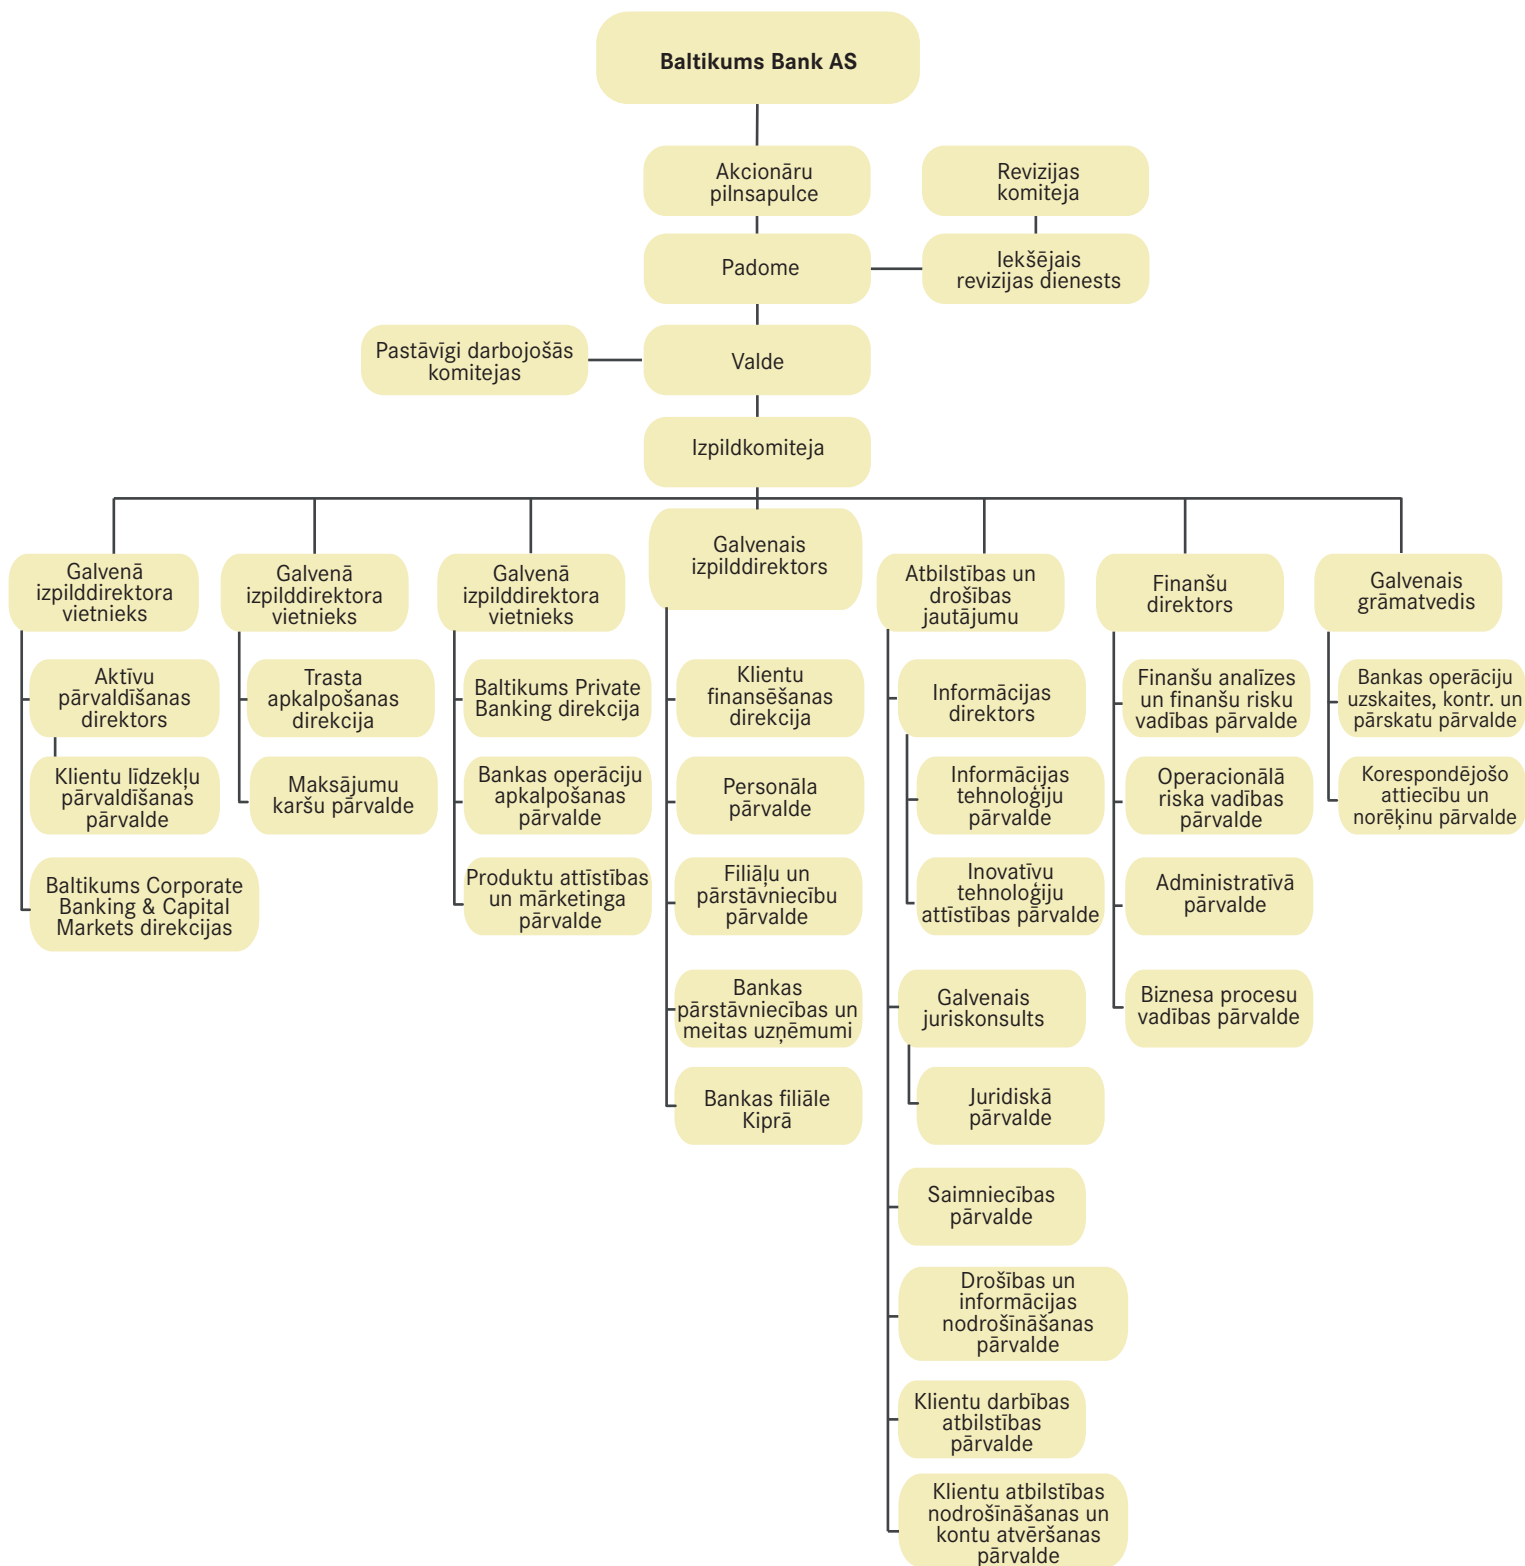 Baltikums Bank AS
Akcionāru
pilnsapulce
Revizijas
komiteja
Padome
Iekšējais
revizijas dienests
Pastāvīgi darbojošās
komitejas
Valde
Izpildkomiteja
Galvenā
izpilddirektora
vietnieks
Aktīvu
pārvaldīšanas
direktors
Klientu līdzekļu
pārvaldīšanas
pārvalde
Baltikums Corporate
Banking & Capital
Markets direkcijas
Galvenā
izpilddirektora
vietnieks
Trasta
apkalpošanas
direkcija
Maksājumu
karšu pārvalde
Galvenā
izpilddirektora
vietnieks
Baltikums Private
Banking direkcija
Bankas operāciju
apkalpošanas
pārvalde
Produktu attīstības
un mārketinga
pārvalde
Galvenais
izpilddirektors
Klientu
finansēšanas
direkcija
Personāla
pārvalde
Filiāļu un
pārstāvniecību
pārvalde
Bankas
pārstāvniecības un
meitas uzņēmumi
Bankas filiāle
Kiprā
Atbilstības un
drošības
jautājumu
Informācijas
direktors
Informācijas
tehnoloģiju
pārvalde
Inovatīvu
tehnoloģiju
attīstības pārvalde
Galvenais
juriskonsults
Juridiskā
pārvalde
Saimniecības
pārvalde
Drošības un
informācijas
nodrošināšanas
pārvalde
Klientu darbības
atbilstības
pārvalde
Klientu atbilstības
nodrošināšanas un
kontu atvēršanas
pārvalde
Finanšu
direktors
Finanšu analīzes
un finanšu risku
vadības pārvalde
Operacionālā
riska vadības
pārvalde
Administratīvā
pārvalde
Biznesa procesu
vadības pārvalde
Galvenais
grāmatvedis
Bankas operāciju
uzskaites, kontr. un
pārskatu pārvalde
Korespondējošo
attiecību un
norēķinu pārvalde